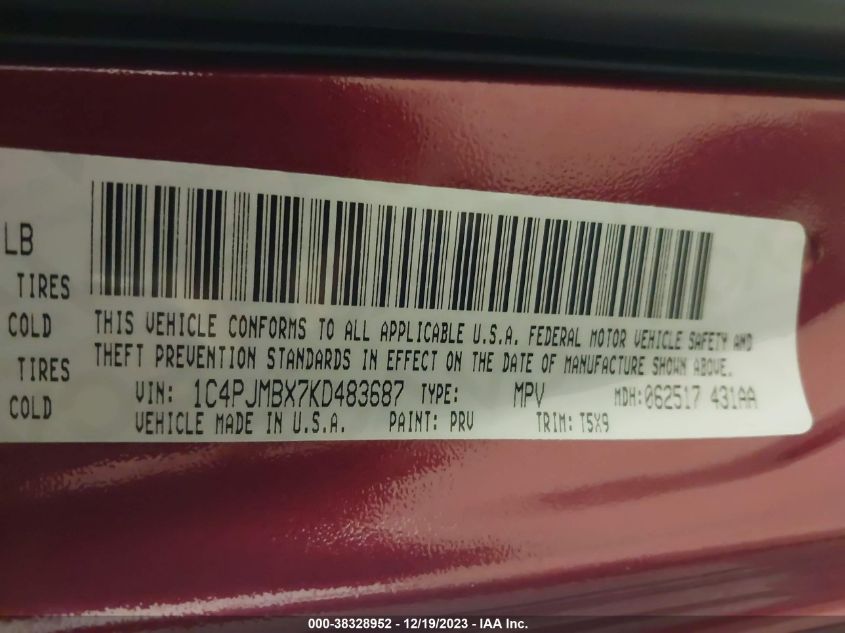 LB
TIRES
COLD
TIRES
COLD
THIS VEHICLE CONFORMS TO ALL APPLICABLE U.S.A. FEDERAL MOTOR VEHICLE SAFETY AND
THEFT PREVENTION STANDARDS IN EFFECT ON THE DATE OF MANUFACTURE SHOWN ABOVE.
VIN: 1C4PJMBX7KD483687 TYPE: MPV MDH:062517 431AA
VEHICLE MADE IN U.S.A. PAINT: PRV TRIM: T5X9
000-38328952 - 12/19/2023 - IAA Inc.